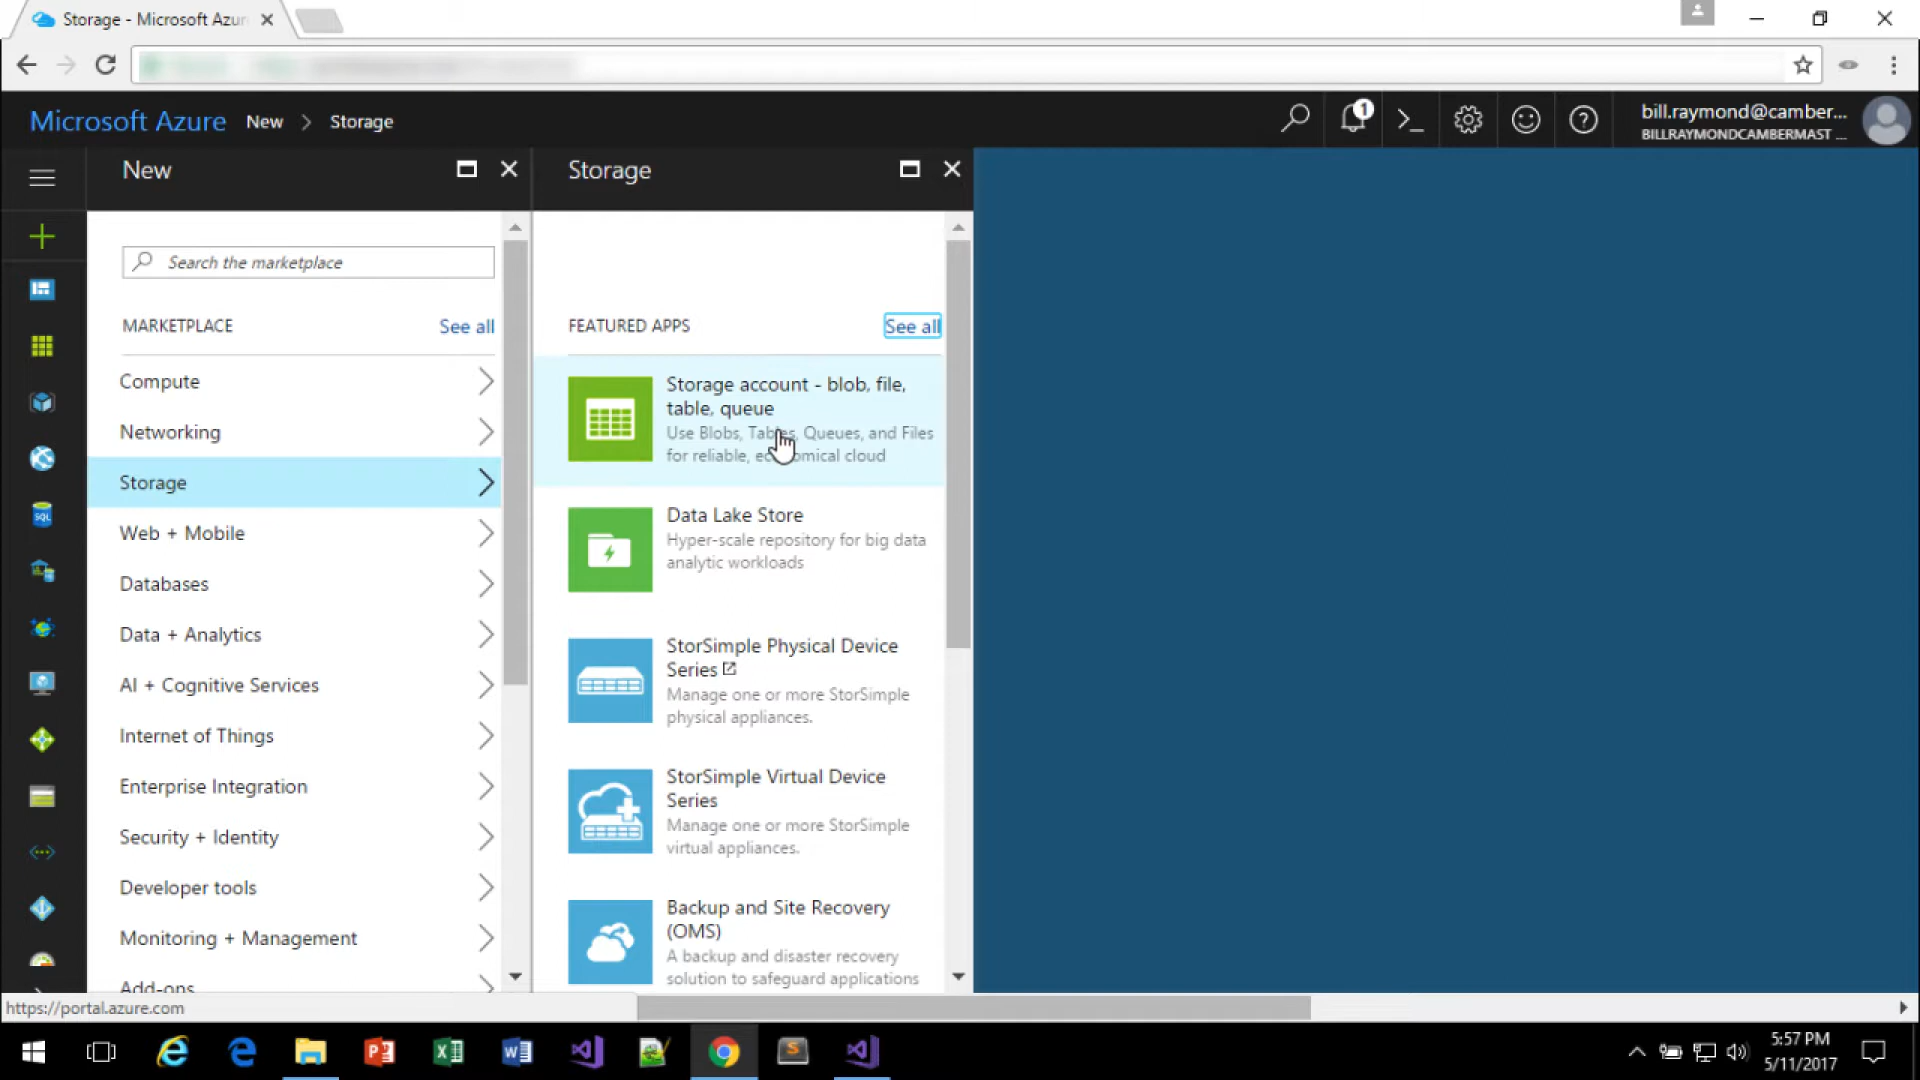 Storage - Microsoft Azur
Microsoft Azure New > Storage
1
>_
bill.raymond@camber...
BILLRAYMONDCAMBERMAST ...
New
Storage
Search the marketplace
MARKETPLACE See all
Compute
Networking
Storage
Web + Mobile
Databases
Data + Analytics
AI + Cognitive Services
Internet of Things
Enterprise Integration
Security + Identity
Developer tools
Monitoring + Management
Add-ons
FEATURED APPS See all
Storage account - blob, file,
table, queue
Use Blobs, Tables, Queues, and Files
for reliable, economical cloud
Data Lake Store
Hyper-scale repository for big data
analytic workloads
StorSimple Physical Device
Series
Manage one or more StorSimple
physical appliances.
StorSimple Virtual Device
Series
Manage one or more StorSimple
virtual appliances.
Backup and Site Recovery
(OMS)
A backup and disaster recovery
solution to safeguard applications
SQL
https://portal.azure.com
5:57 PM
5/11/2017